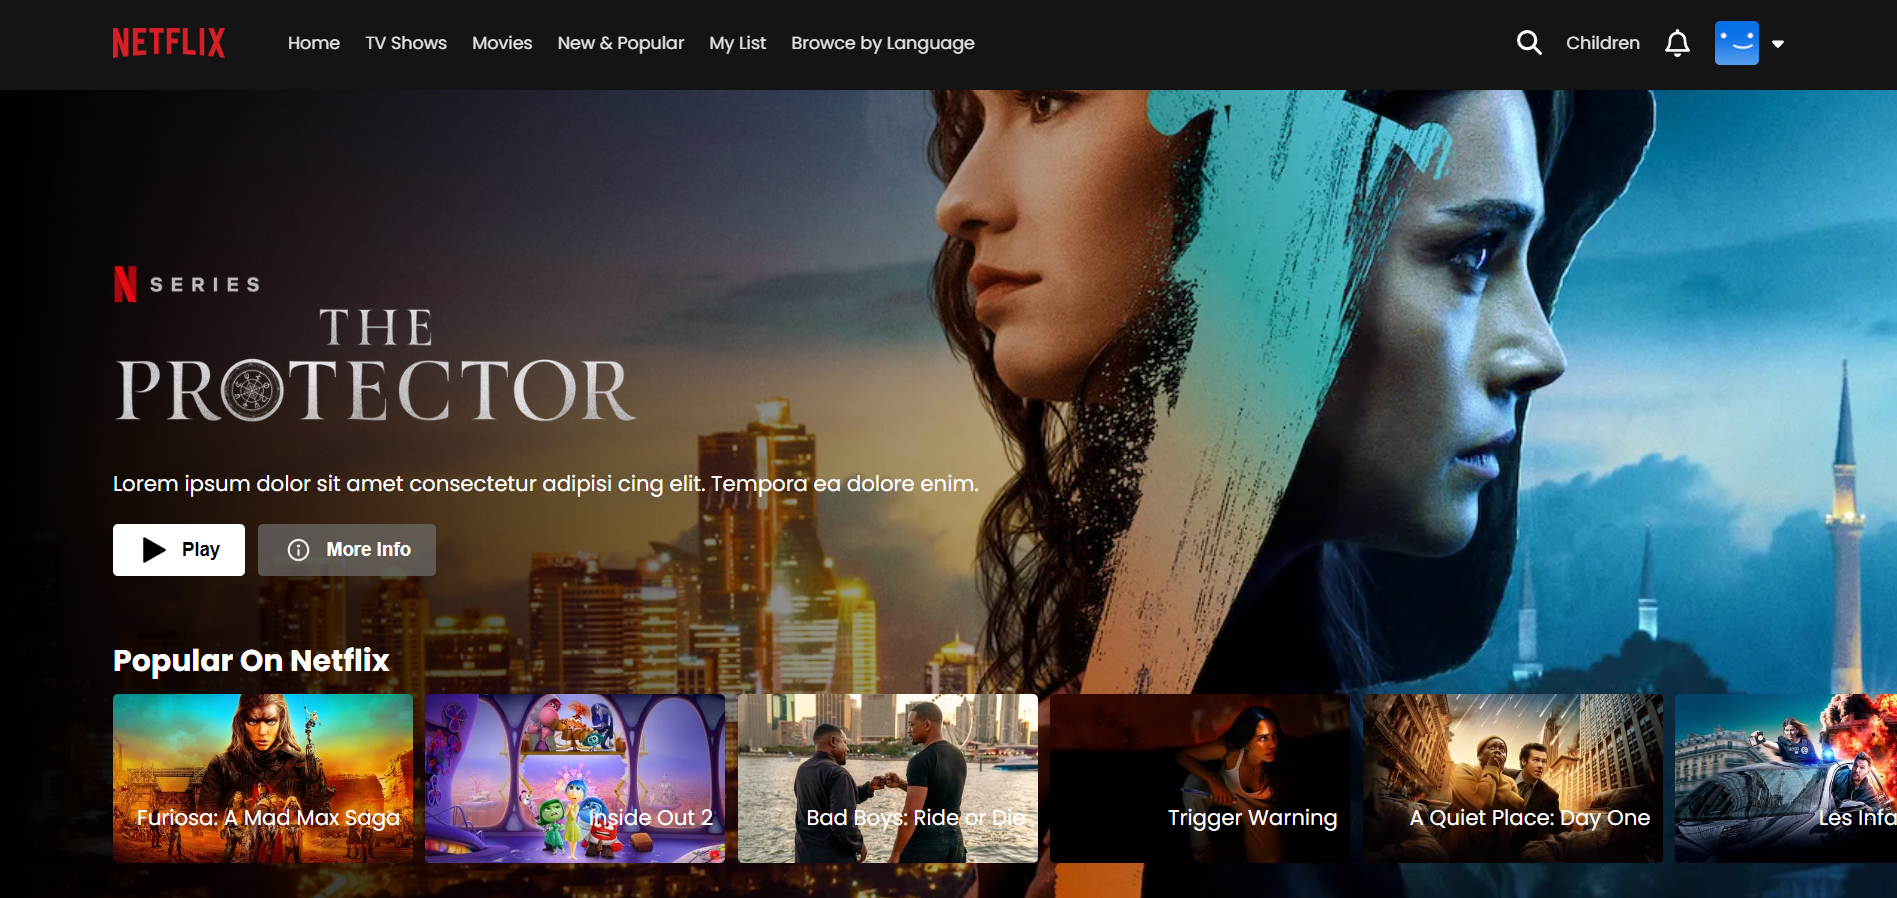 NETFLIX
Home TV Shows Movies New & Popular My List Browce by Language
Children
N SERIES
THE
PROTECTOR
Lorem ipsum dolor sit amet consectetur adipisi cing elit. Tempora ea dolore enim.
Play More Info
Popular On Netflix
Furiosa: A Mad Max Saga Inside Out 2 Bad Boys: Ride or Die Trigger Warning A Quiet Place: Day One Les Infa